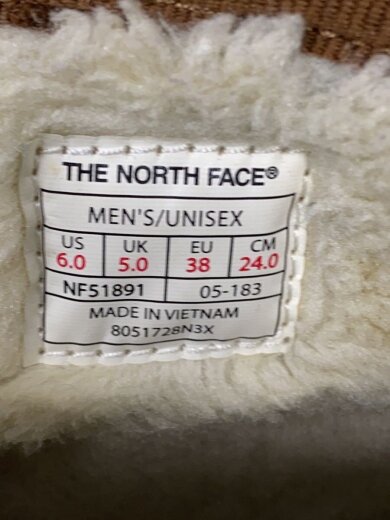 THE NORTH FACE®
MEN'S/UNISEX
US UK EU CM
6.0 5.0 38 24.0
NF51891 05-183
MADE IN VIETNAM
8051728N3X